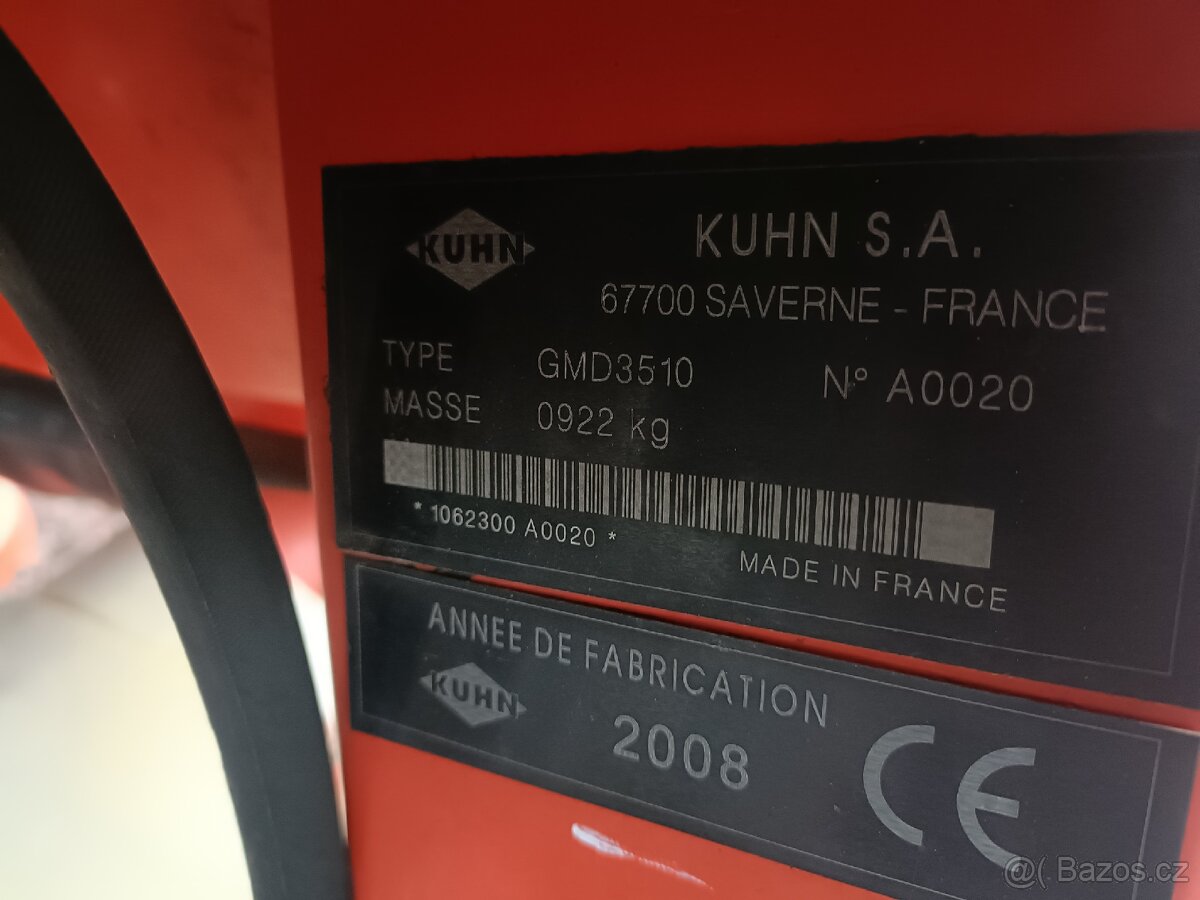 KUHN
KUHN S.A.
67700 SAVERNE - FRANCE
TYPE GMD3510 N° A0020
MASSE 0922 kg
* 1062300 A0020 *
MADE IN FRANCE
ANNEE DE FABRICATION
KUHN
2008
CE
@( Bazos.cz